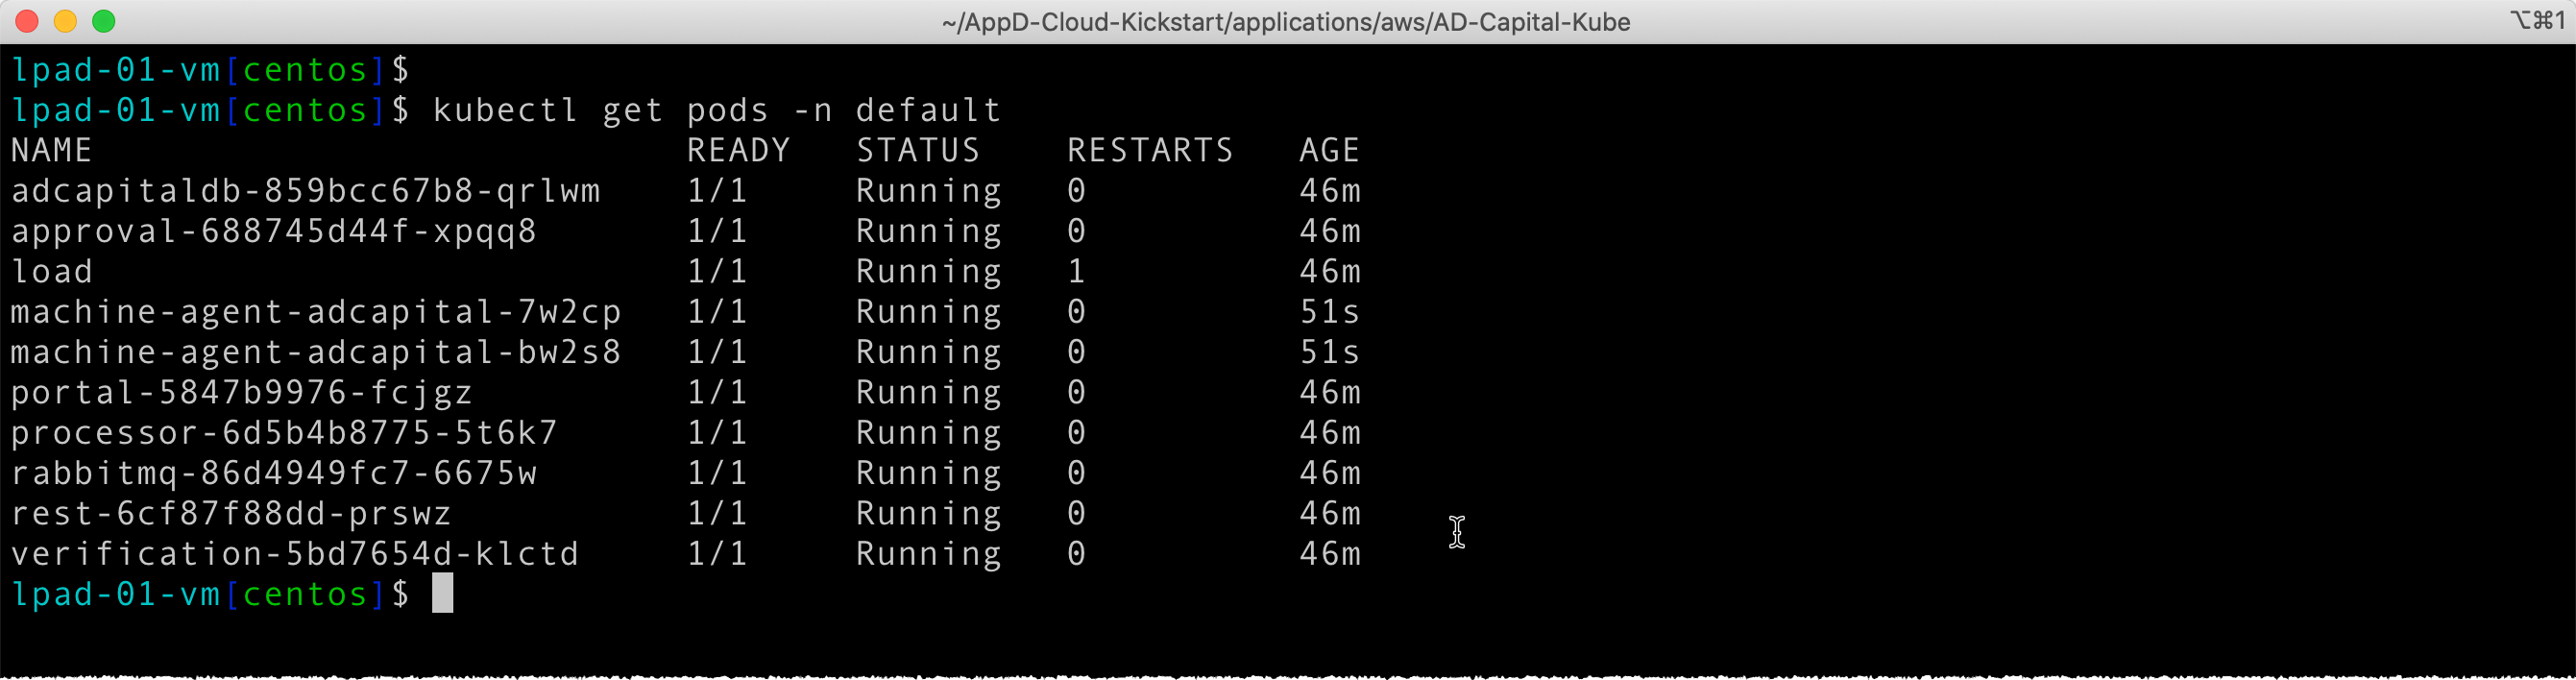 ~/AppD-Cloud-Kickstart/applications/aws/AD-Capital-Kube ⌥⌘1
lpad-01-vm[centos]$
lpad-01-vm[centos]$ kubectl get pods -n default
NAME READY STATUS RESTARTS AGE
adcapitaldb-859bcc67b8-qrlwm 1/1 Running 0 46m
approval-688745d44f-xpqq8 1/1 Running 0 46m
load 1/1 Running 1 46m
machine-agent-adcapital-7w2cp 1/1 Running 0 51s
machine-agent-adcapital-bw2s8 1/1 Running 0 51s
portal-5847b9976-fcjgz 1/1 Running 0 46m
processor-6d5b4b8775-5t6k7 1/1 Running 0 46m
rabbitmq-86d4949fc7-6675w 1/1 Running 0 46m
rest-6cf87f88dd-prswz 1/1 Running 0 46m
verification-5bd7654d-klctd 1/1 Running 0 46m
lpad-01-vm[centos]$